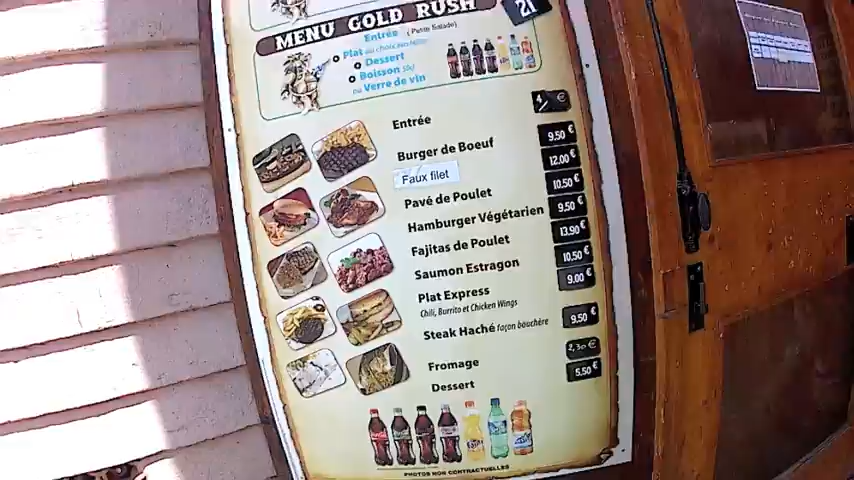 MENU GOLD RUSH
21
Entrée (Petite Salade)
Plat au choix
Dessert
Boisson 50cl
ou Verre de vin
Entrée 4 €
Burger de Boeuf 9.50 €
Faux filet 12.00 €
Pavé de Poulet 10.50 €
Hamburger Végétarien 9.50 €
Fajitas de Poulet 13.90 €
Saumon Estragon 10.50 €
Plat Express 9.00 €
Chili, Burrito et Chicken Wings
Steak Haché façon bouchère 9.50 €
Fromage 2,30 €
Dessert 5.50 €
PHOTOS NON CONTRACTUELLES